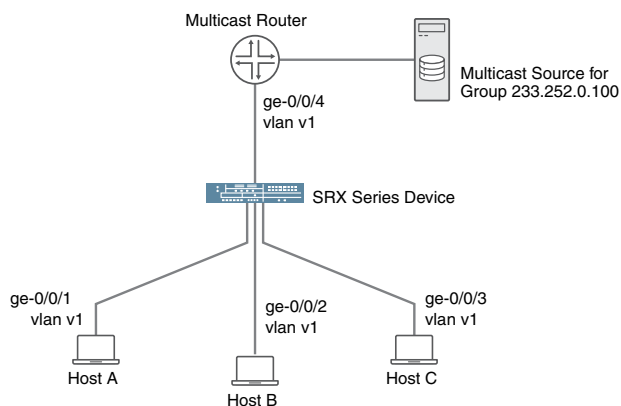 Multicast Router
Multicast Source for
Group 233.252.0.100
ge-0/0/4
vlan v1
SRX Series Device
ge-0/0/1
vlan v1
ge-0/0/2
vlan v1
ge-0/0/3
vlan v1
Host A
Host B
Host C